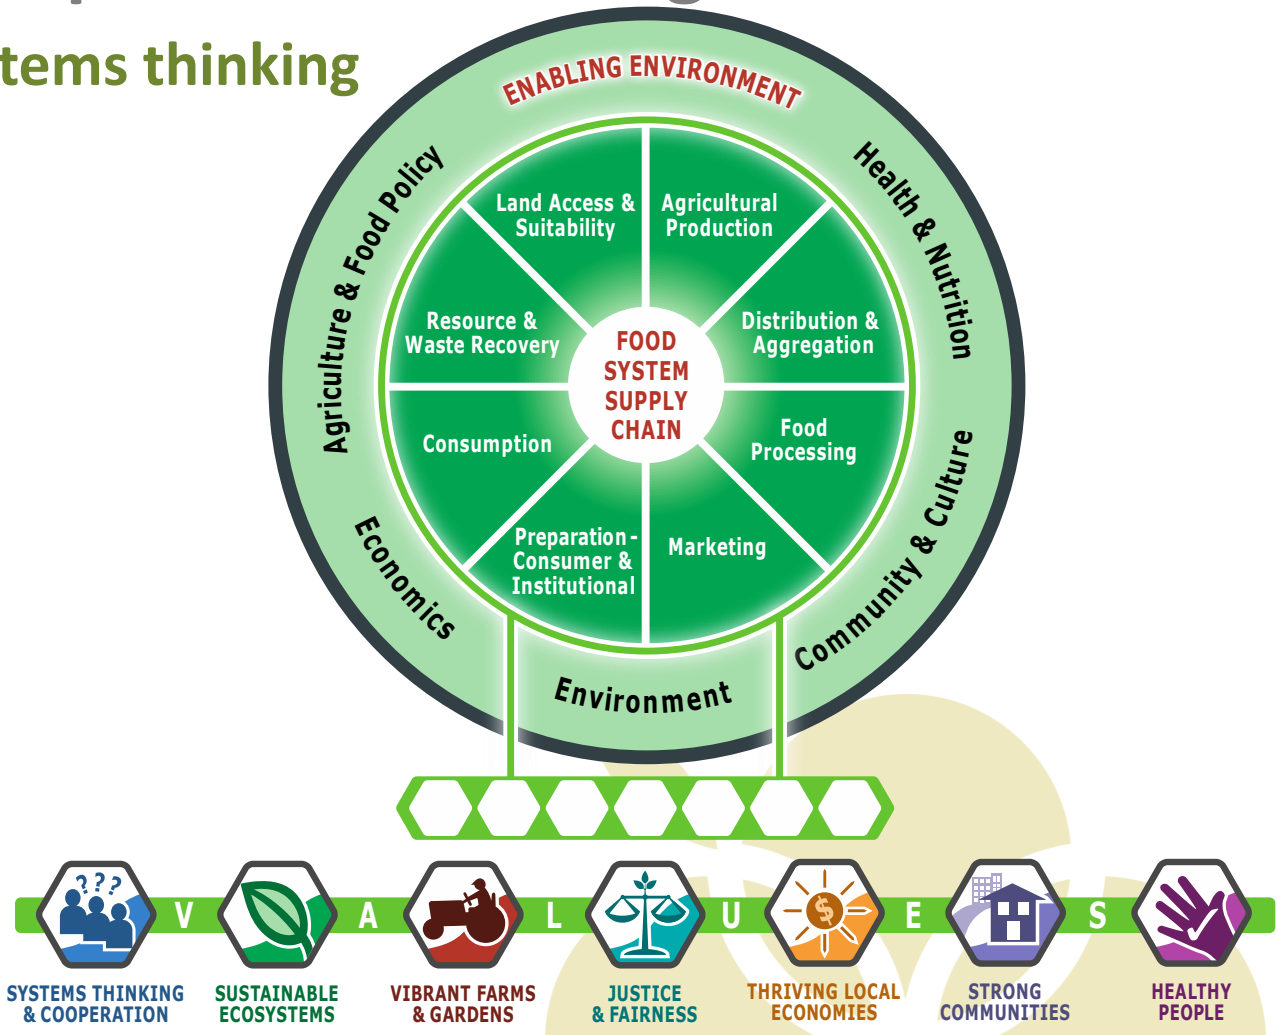 tems thinking
ENABLING ENVIRONMENT
Agriculture & Food Policy
Health & Nutrition
Land Access &
Suitability
Agricultural
Production
Resource &
Waste Recovery
Distribution &
Aggregation
FOOD
SYSTEM
SUPPLY
CHAIN
Consumption
Food
Processing
Preparation -
Consumer &
Institutional
Marketing
Economics
Community & Culture
Environment
???
$
V A L U E S
SYSTEMS THINKING
& COOPERATION
SUSTAINABLE
ECOSYSTEMS
VIBRANT FARMS
& GARDENS
JUSTICE
& FAIRNESS
THRIVING LOCAL
ECONOMIES
STRONG
COMMUNITIES
HEALTHY
PEOPLE